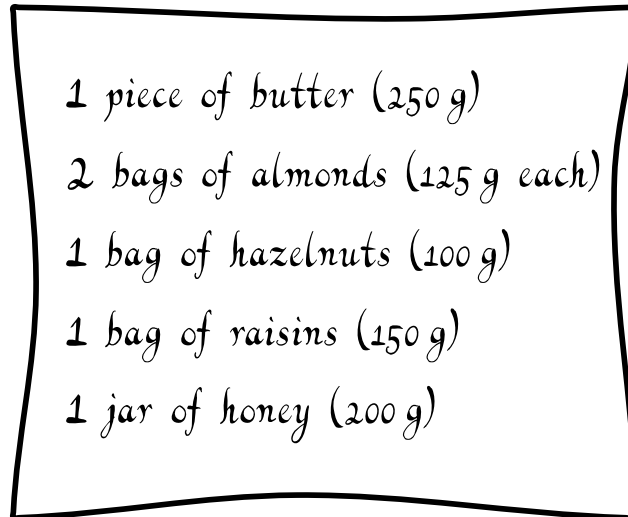 1 piece of butter (250 g)
2 bags of almonds (125 g each)
1 bag of hazelnuts (100 g)
1 bag of raisins (150 g)
1 jar of honey (200 g)